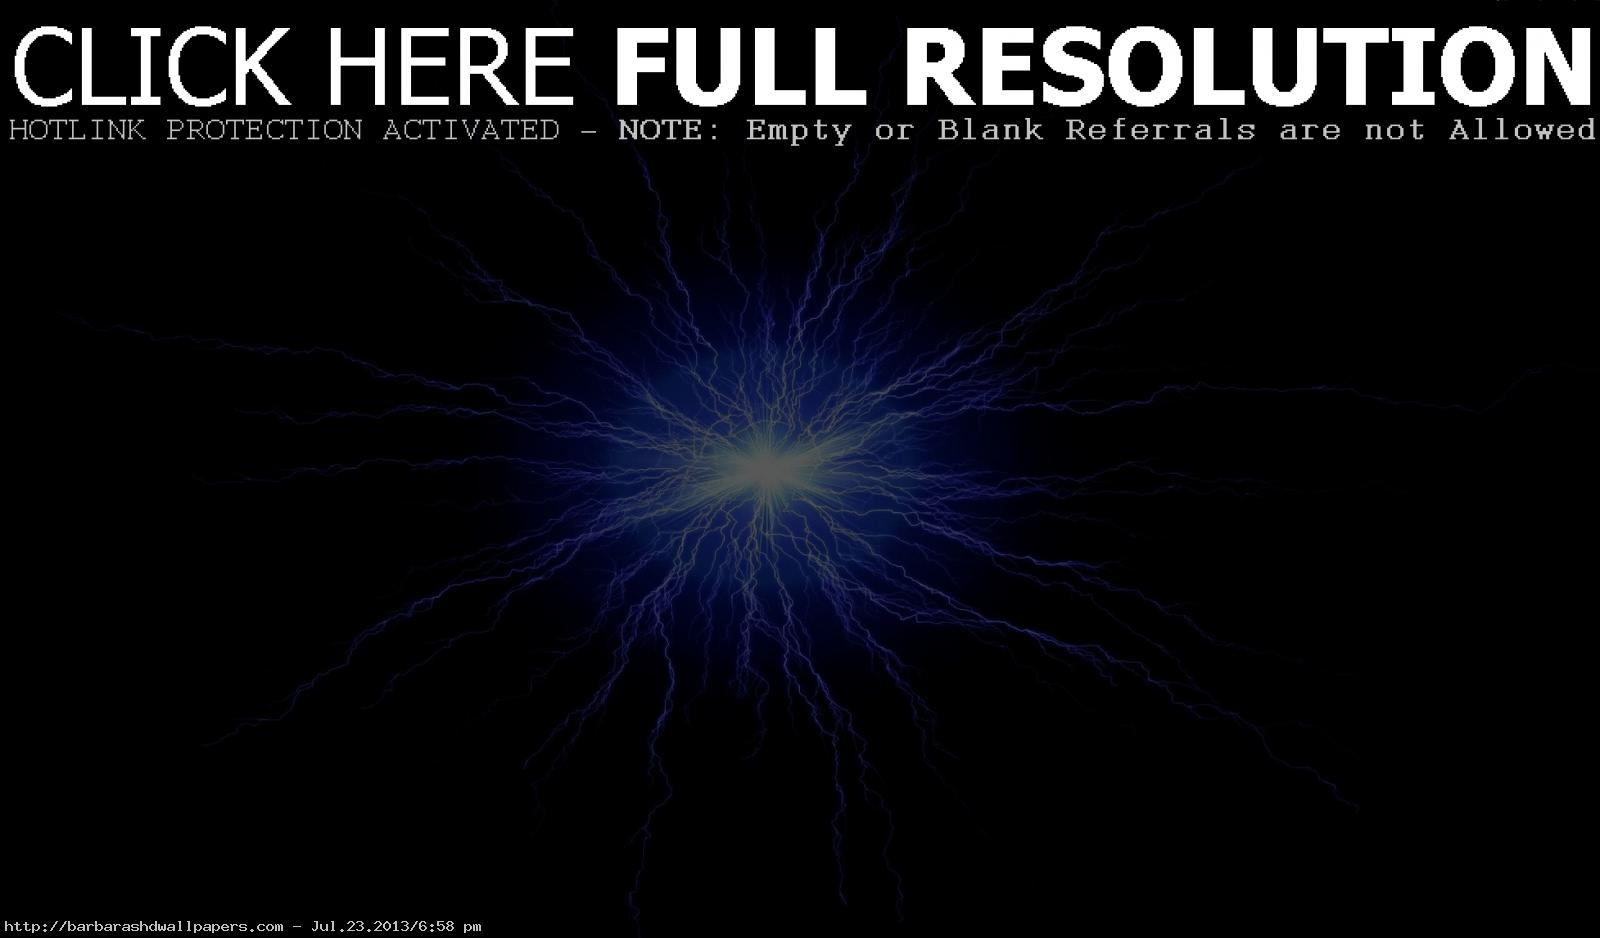 CLICK HERE FULL RESOLUTION
HOTLINK PROTECTION ACTIVATED - NOTE: Empty or Blank Referrals are not Allowed
http://barbarashdwallpapers.com - Jul.23.2013/6:58 pm